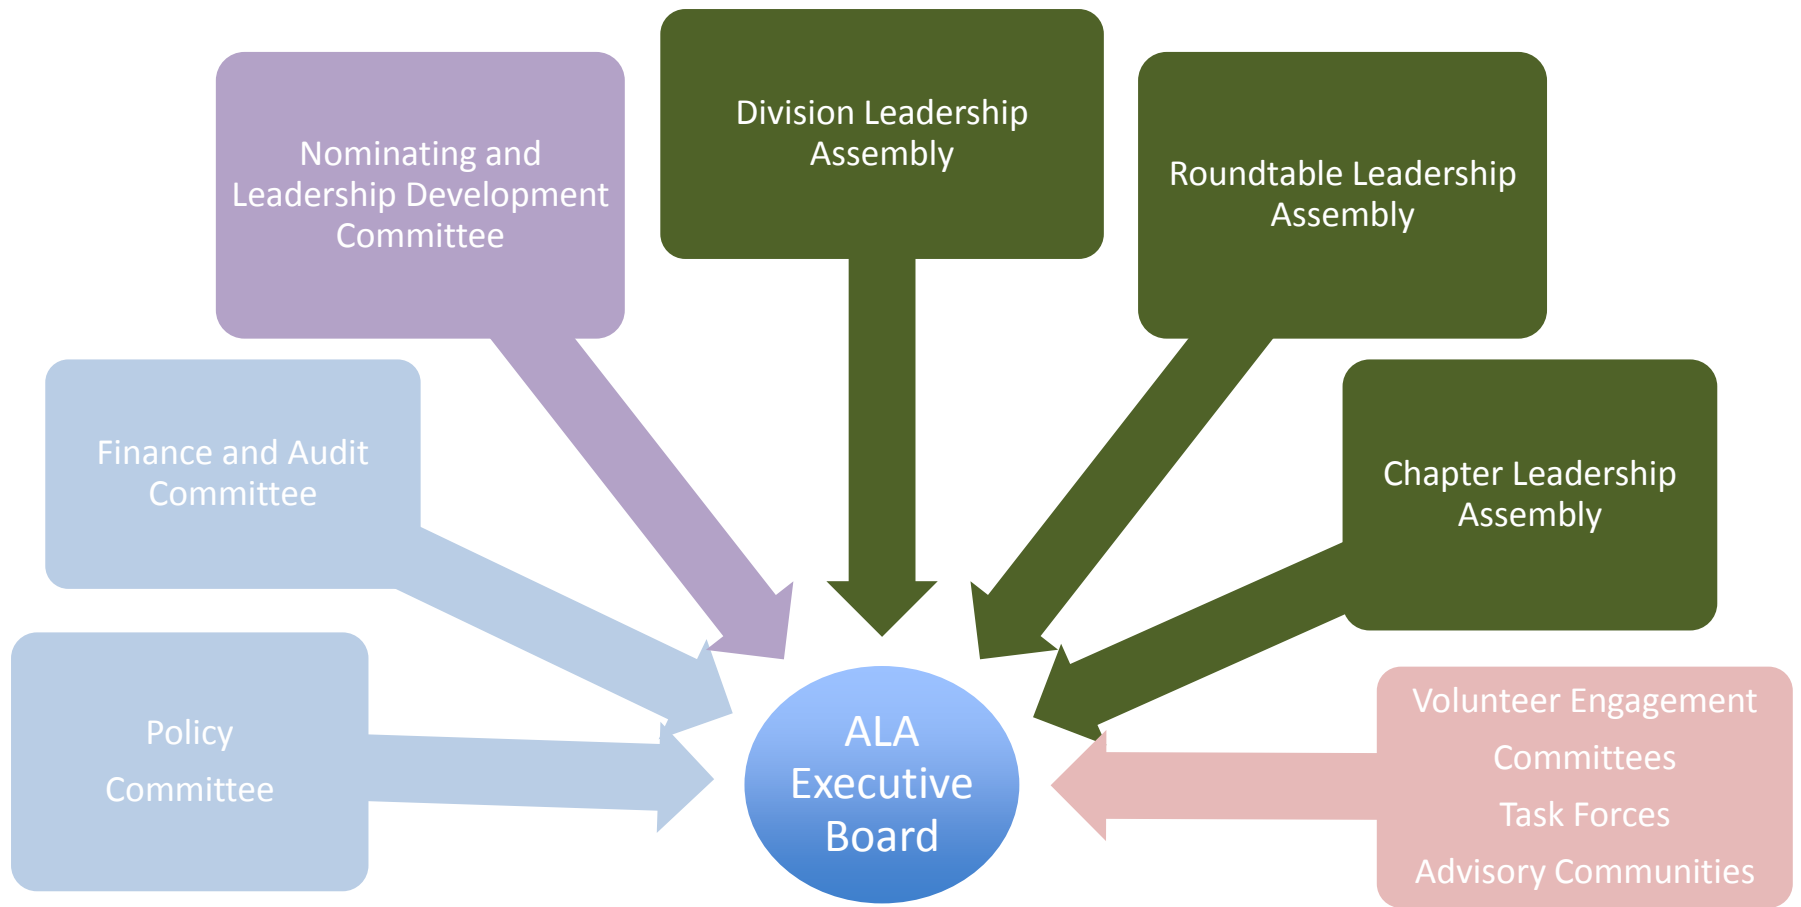 Division Leadership
Assembly
Nominating and
Leadership Development
Committee
Roundtable Leadership
Assembly
Finance and Audit
Committee
Chapter Leadership
Assembly
Policy
Committee
ALA
Executive
Board
Volunteer Engagement
Committees
Task Forces
Advisory Communities